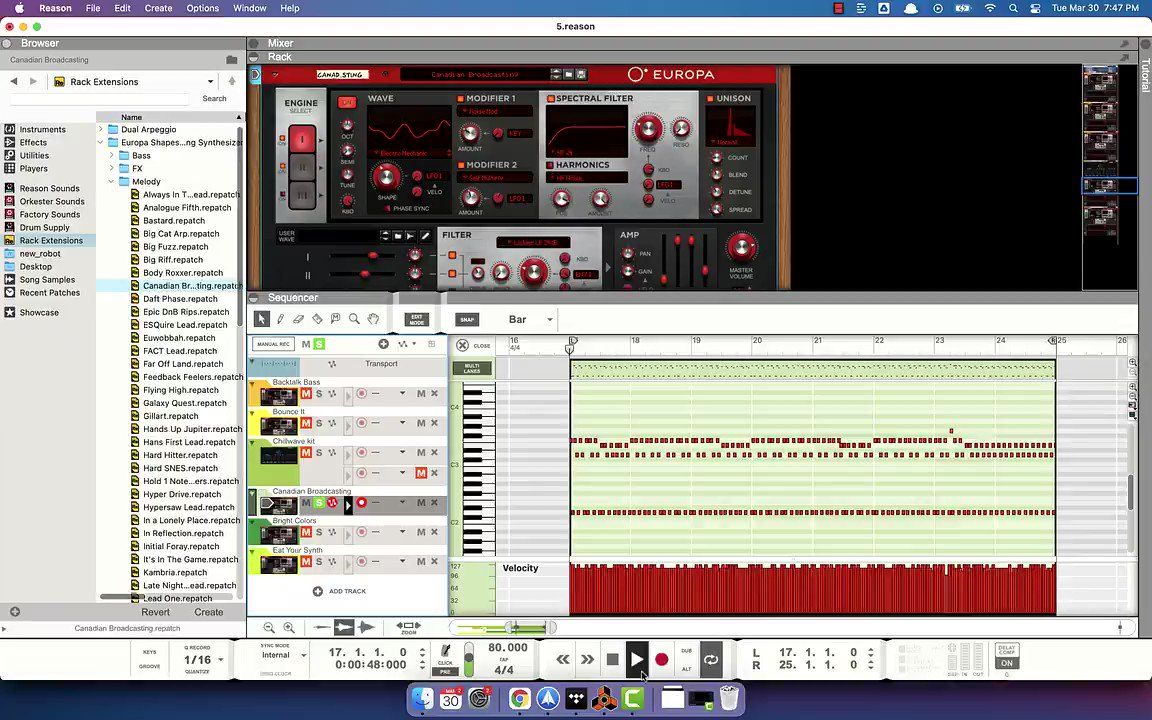 Reason File Edit Create Options Window Help
Tue Mar 30 7:47 PM
5.reason
Browser
Mixer
Canadian Broadcasting
Rack
Tutorial
Rack Extensions
Search
CANAD.STING
Canadian Broadcasting
EUROPA
Name
Instruments
Effects
Utilities
Players
Reason Sounds
Orkester Sounds
Factory Sounds
Drum Supply
Rack Extensions
new_robot
Desktop
Song Samples
Recent Patches
Showcase
Dual Arpeggio
Europa Shapes...ng Synthesizer
Bass
FX
Melody
Always In T...ead.repatch
Analogue Fifth.repatch
Bastard.repatch
Big Cat Arp.repatch
Big Fuzz.repatch
Big Riff.repatch
Body Roxxer.repatch
Canadian Br...ting.repatch
Daft Phase.repatch
Epic DnB Rips.repatch
ESQuire Lead.repatch
Euwobbah.repatch
FACT Lead.repatch
Far Off Land.repatch
Feedback Feelers.repatch
Flying High.repatch
Galaxy Quest.repatch
Gillart.repatch
Hands Up Jupiter.repatch
Hans First Lead.repatch
Hard Hitter.repatch
Hard SNES.repatch
Hold 1 Note...ers.repatch
Hyper Drive.repatch
Hypersaw Lead.repatch
In a Lonely Place.repatch
In Reflection.repatch
Initial Foray.repatch
It's In The Game.repatch
Kambria.repatch
Late Night...ead.repatch
Lead One.repatch
Revert Create
Canadian Broadcasting.repatch
ENGINE
SELECT
WAVE
MODIFIER 1
SPECTRAL FILTER
UNISON
OCT
SEMI
TUNE
KBD
Electro Mechanic
SHAPE
LFO1
VELO
PHASE SYNC
AMOUNT
KEY
MODIFIER 2
AMOUNT
LFO1
FREQ
RESO
HARMONICS
KBD
LFO1
VELO
POS
AMOUNT
Normal
COUNT
BLEND
DETUNE
SPREAD
USER
WAVE
I
II
FILTER
KBD
AMP
PAN
GAIN
MASTER
VOLUME
Sequencer
EDIT
MODE
SNAP
Bar
MANUAL REC
M S
CLOSE
16
4/4
17 18 19 20 21 22 23 24 25 26
Transport
MULTI
LANES
Backtalk Bass
M S M
Bounce It
M S M
Chillwave kit
M S M
M
Canadian Broadcasting
M S M
Bright Colors
M S M
Eat Your Synth
M S M
ADD TRACK
C4
C3
C2
Velocity
127
96
64
32
0
ZOOM
KEYS
GROOVE
Q RECORD
1/16
QUANTIZE
SYNC MODE
Internal
17. 1. 1. 0
0:00:48:000
CLICK
PRE
80.000
TAP
4/4
DUB
ALT
L 17. 1. 1. 0
R 25. 1. 1. 0
DELAY
COMP
ON
MAR
30